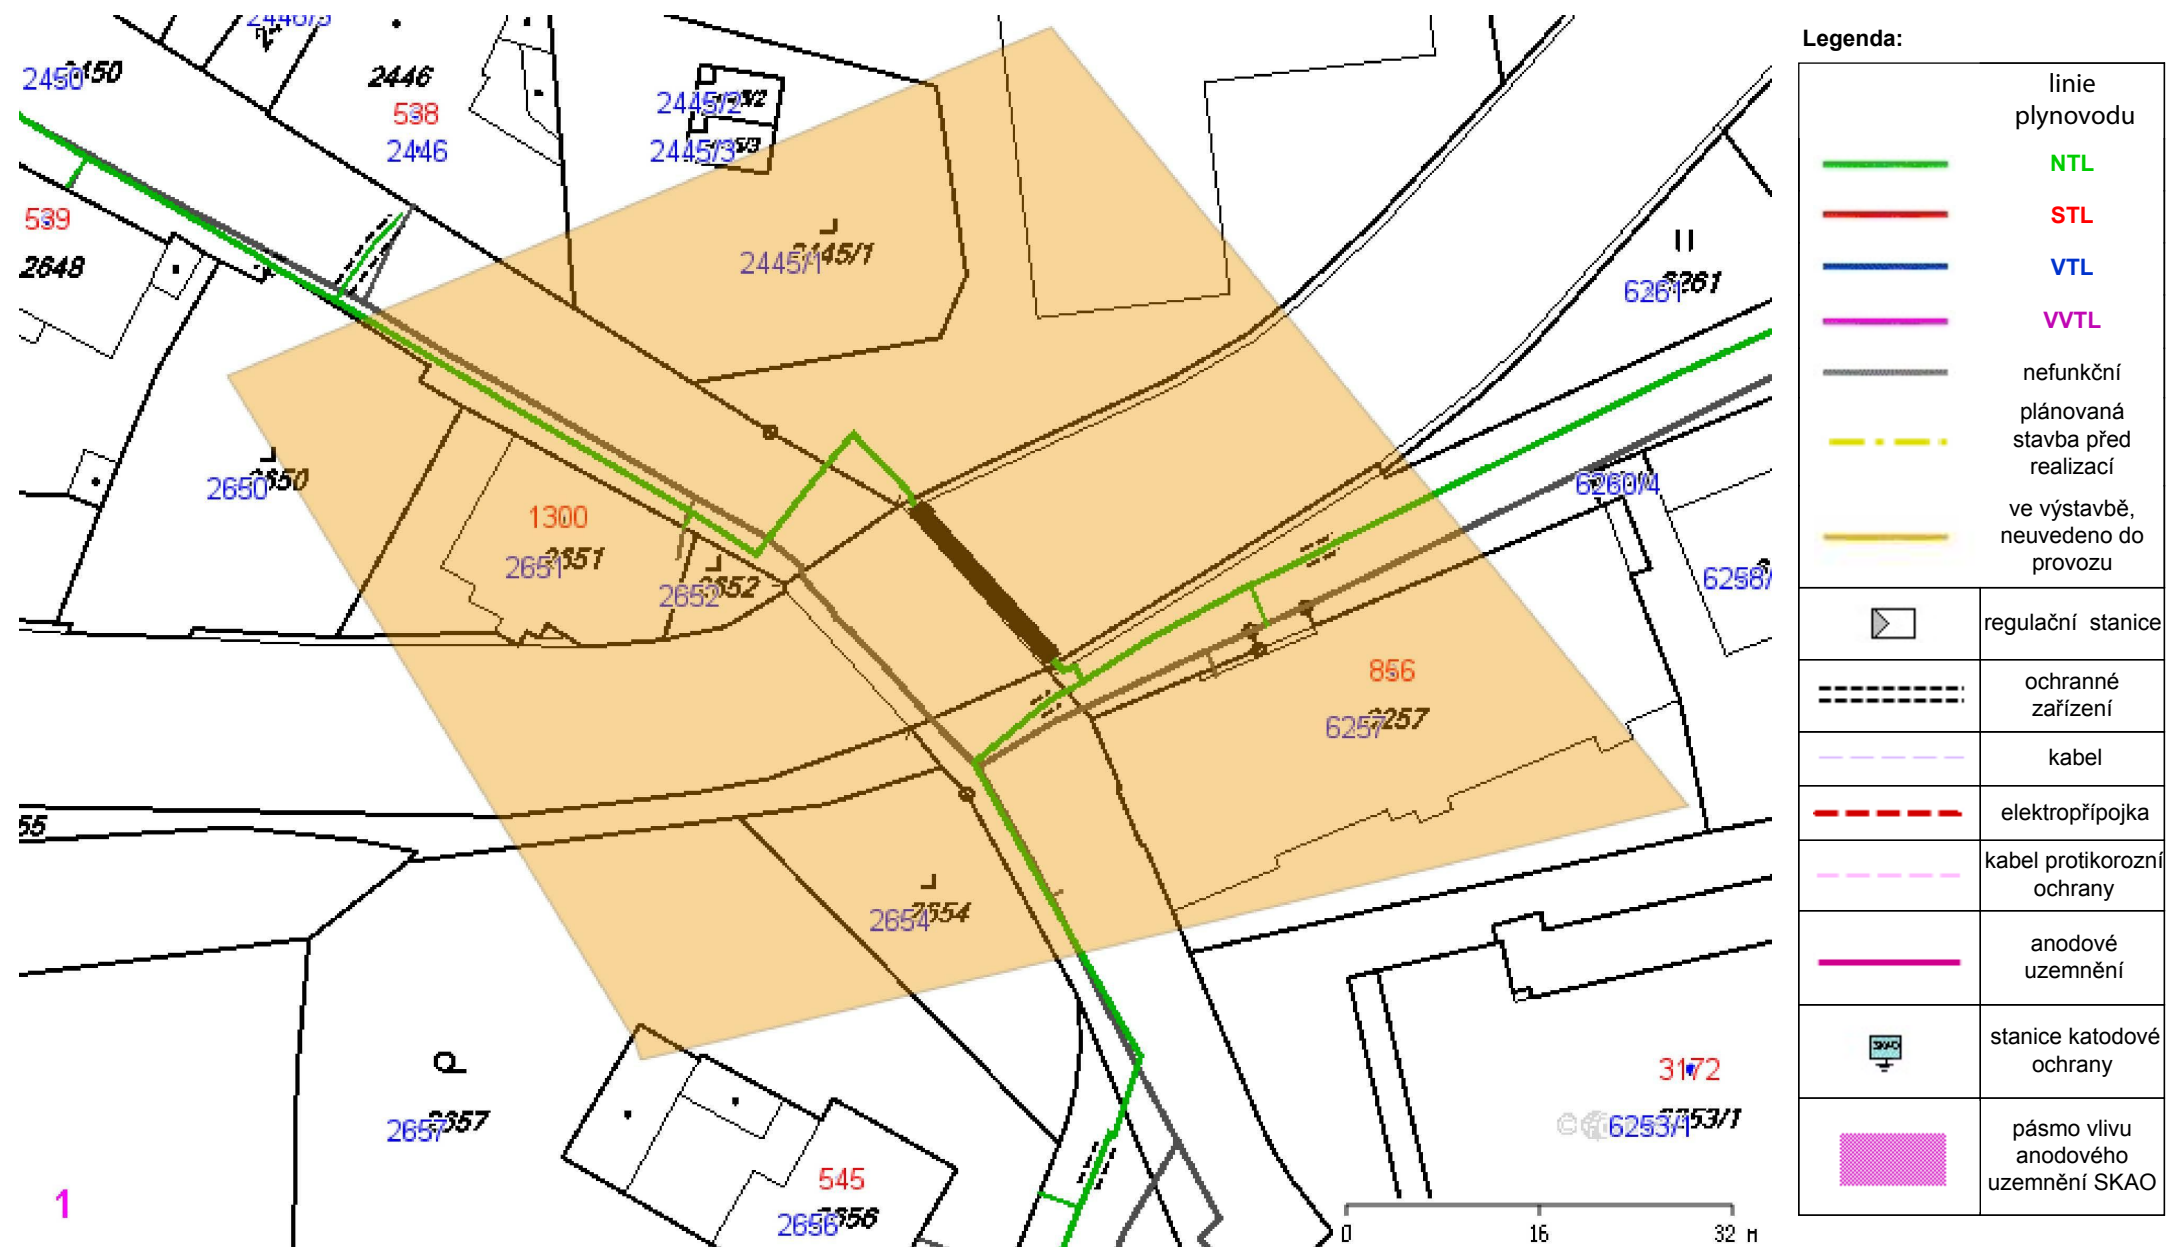 2450
2446
538
2446
2445/2
2445/3
539
2648
2445/1
2445/1
6261
2650
1300
2651
2652
6260/4
6258/
856
6257
2654
55
2657
545
2656
3172
6253/1
1
0 16 32 м
Legenda:
linie
plynovodu
NTL
STL
VTL
VVTL
nefunkční
plánovaná
stavba před
realizací
ve výstavbě,
neuvedeno do
provozu
regulační stanice
ochranné
zařízení
kabel
elektropřípojka
kabel protikorozní
ochrany
anodové
uzemnění
SKAO
stanice katodové
ochrany
pásmo vlivu
anodového
uzemnění SKAO